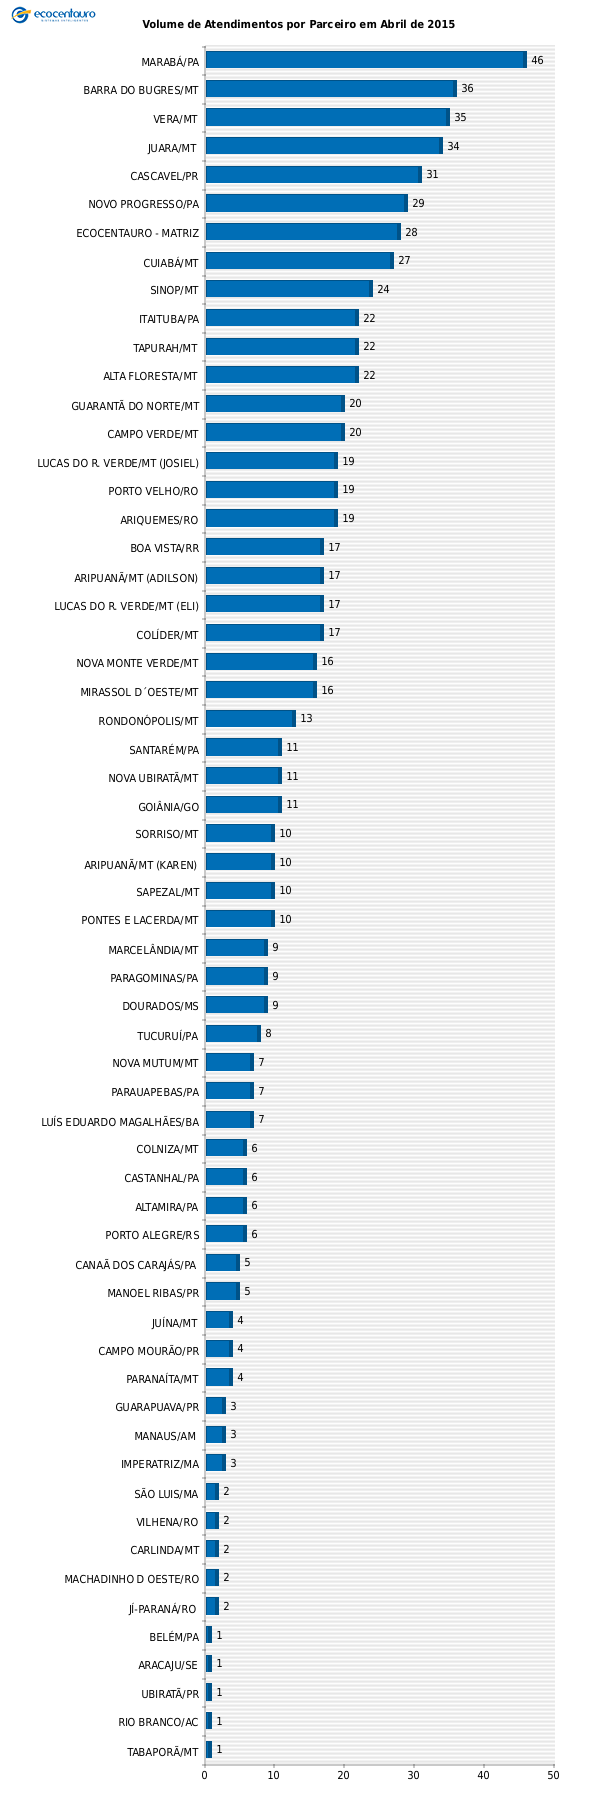 ecocentauro
Volume de Atendimentos por Parceiro em Abril de 2015
MARABÁ/PA 46
BARRA DO BUGRES/MT 36
VERA/MT 35
JUARA/MT 34
CASCAVEL/PR 31
NOVO PROGRESSO/PA 29
ECOCENTAURO - MATRIZ 28
CUIABÁ/MT 27
SINOP/MT 24
ITAITUBA/PA 22
TAPURAH/MT 22
ALTA FLORESTA/MT 22
GUARANTÃ DO NORTE/MT 20
CAMPO VERDE/MT 20
LUCAS DO R. VERDE/MT (JOSIEL) 19
PORTO VELHO/RO 19
ARIQUEMES/RO 19
BOA VISTA/RR 17
ARIPUANÃ/MT (ADILSON) 17
LUCAS DO R. VERDE/MT (ELI) 17
COLÍDER/MT 17
NOVA MONTE VERDE/MT 16
MIRASSOL D´OESTE/MT 16
RONDONÓPOLIS/MT 13
SANTARÉM/PA 11
NOVA UBIRATÃ/MT 11
GOIÂNIA/GO 11
SORRISO/MT 10
ARIPUANÃ/MT (KAREN) 10
SAPEZAL/MT 10
PONTES E LACERDA/MT 10
MARCELÂNDIA/MT 9
PARAGOMINAS/PA 9
DOURADOS/MS 9
TUCURUÍ/PA 8
NOVA MUTUM/MT 7
PARAUAPEBAS/PA 7
LUÍS EDUARDO MAGALHÃES/BA 7
COLNIZA/MT 6
CASTANHAL/PA 6
ALTAMIRA/PA 6
PORTO ALEGRE/RS 6
CANAÃ DOS CARAJÁS/PA 5
MANOEL RIBAS/PR 5
JUÍNA/MT 4
CAMPO MOURÃO/PR 4
PARANAÍTA/MT 4
GUARAPUAVA/PR 3
MANAUS/AM 3
IMPERATRIZ/MA 3
SÃO LUIS/MA 2
VILHENA/RO 2
CARLINDA/MT 2
MACHADINHO D OESTE/RO 2
JÍ-PARANÁ/RO 2
BELÉM/PA 1
ARACAJU/SE 1
UBIRATÃ/PR 1
RIO BRANCO/AC 1
TABAPORÃ/MT 1
0 10 20 30 40 50